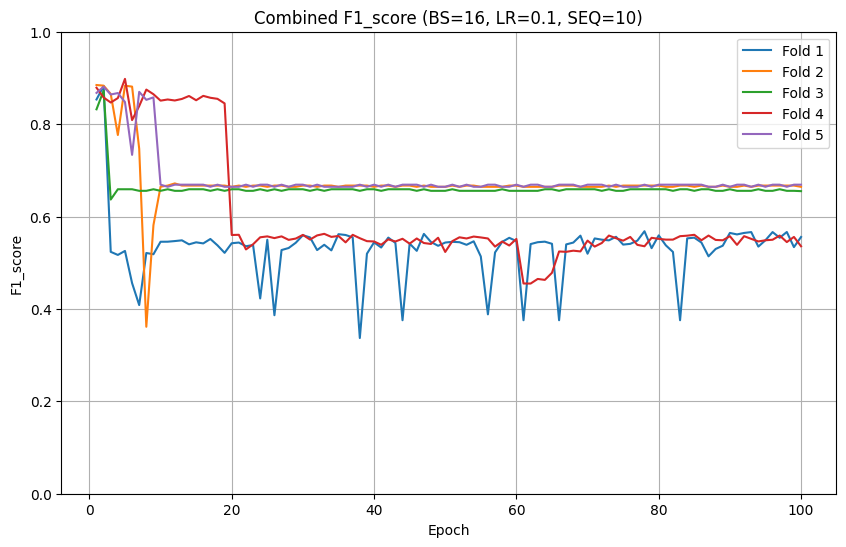 Combined F1_score (BS=16, LR=0.1, SEQ=10)
Fold 1
Fold 2
Fold 3
Fold 4
Fold 5
F1_score
1.0
0.8
0.6
0.4
0.2
0.0
0 20 40 60 80 100
Epoch